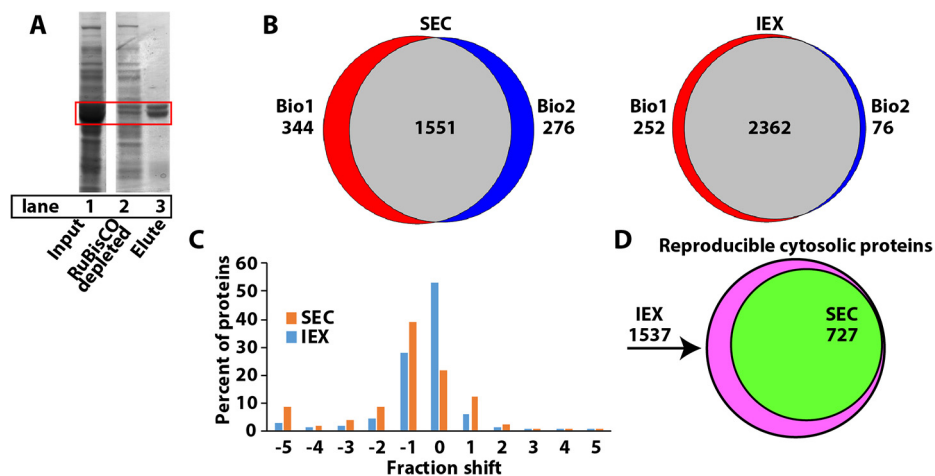 A
lane 1 2 3
Input
RuBisCO
depleted
Elute
B
SEC
Bio1
344
1551
Bio2
276
IEX
Bio1
252
2362
Bio2
76
C
Percent of proteins
60
50
40
30
20
10
0
SEC
IEX
-5 -4 -3 -2 -1 0 1 2 3 4 5
Fraction shift
D
Reproducible cytosolic proteins
IEX
1537
SEC
727